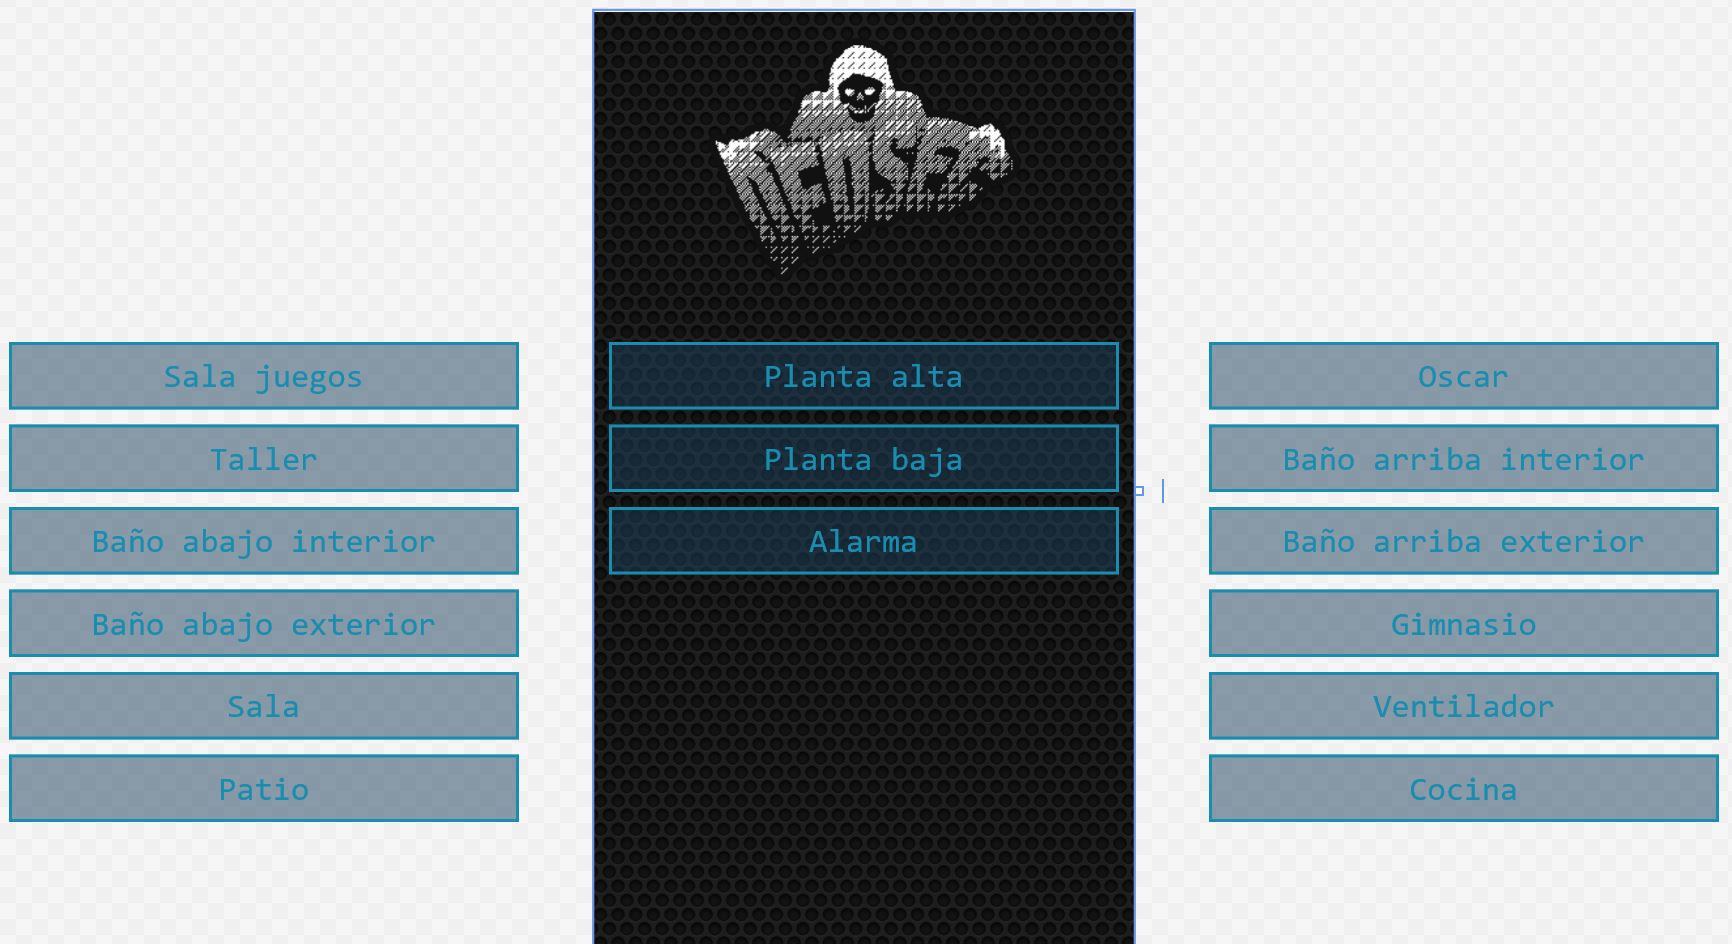 Sala juegos
Taller
Baño abajo interior
Baño abajo exterior
Sala
Patio
Planta alta
Planta baja
Alarma
Oscar
Baño arriba interior
Baño arriba exterior
Gimnasio
Ventilador
Cocina